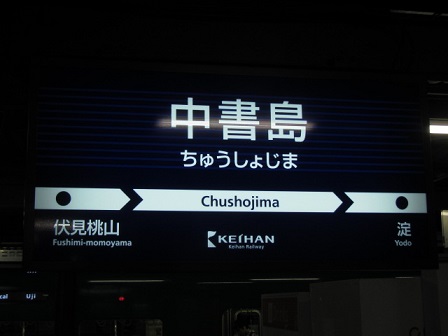 中書島
ちゅうしょじま
Chushojima
伏見桃山
Fushimi-momoyama
淀
Yodo
KEIHAN
Keihan Railway
Uji